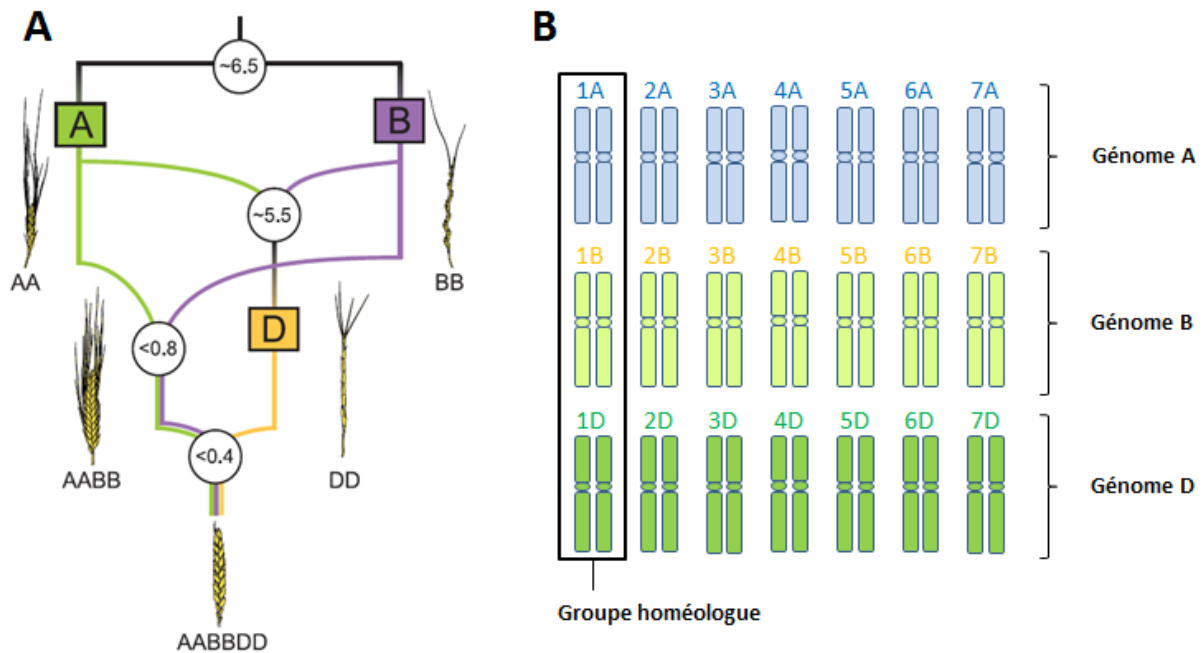 A
~6.5
A
B
~5.5
AA
BB
<0.8
D
<0.4
AABB
DD
AABBDD
B
1A 2A 3A 4A 5A 6A 7A
Génome A
1B 2B 3B 4B 5B 6B 7B
Génome B
1D 2D 3D 4D 5D 6D 7D
Génome D
Groupe homéologue